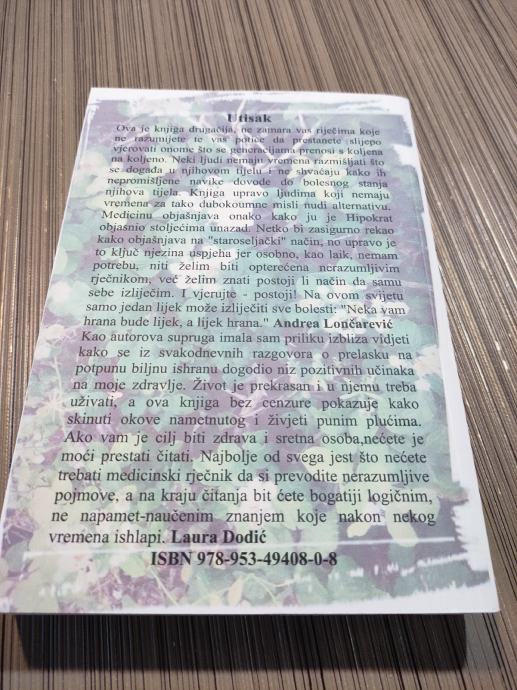 Utisak
Ova je knjiga drugačija, ne zamara vas riječima koje
ne razumijete te vas potiče da prestanete slijepo
vjerovati onome što se generacijama prenosi s koljena
na koljeno. Neki ljudi nemaju vremena razmišljati što
se događa u njihovom tijelu i ne shvaćaju kako ih
nepromišljene navike dovode do bolesnog stanja
njihova tijela. Knjiga upravo ljudima koji nemaju
vremena za tako dubokoumne misli nudi alternativu.
Medicinu objašnjava onako kako ju je Hipokrat
objasnio stoljećima unazad. Netko bi zasigurno rekao
kako objašnjava na "staroseljački" način, no upravo je
to ključ njezina uspjeha jer osobno, kao laik, nemam
potrebu, niti želim biti opterećena nerazumljivim
rječnikom, već želim znati postoji li način da samu
sebe izliječim. I vjerujte - postoji! Na ovom svijetu
samo jedan lijek može izliječiti sve bolesti: "Neka vam
hrana bude lijek, a lijek hrana." Andrea Lončarević
Kao autorova supruga imala sam priliku izbliza vidjeti
kako se iz svakodnevnih razgovora o prelasku na
potpunu biljnu ishranu dogodio niz pozitivnih učinaka
na moje zdravlje. Život je prekrasan i u njemu treba
uživati, a ova knjiga bez cenzure pokazuje kako
skinuti okove nametnutog i živjeti punim plućima.
Ako vam je cilj biti zdrava i sretna osoba,nećete je
moći prestati čitati. Najbolje od svega jest što nećete
trebati medicinski rječnik da si prevodite nerazumljive
pojmove, a na kraju čitanja bit ćete bogatiji logičnim,
ne napamet-naučenim znanjem koje nakon nekog
vremena ishlapi. Laura Dodić
ISBN 978-953-49408-0-8